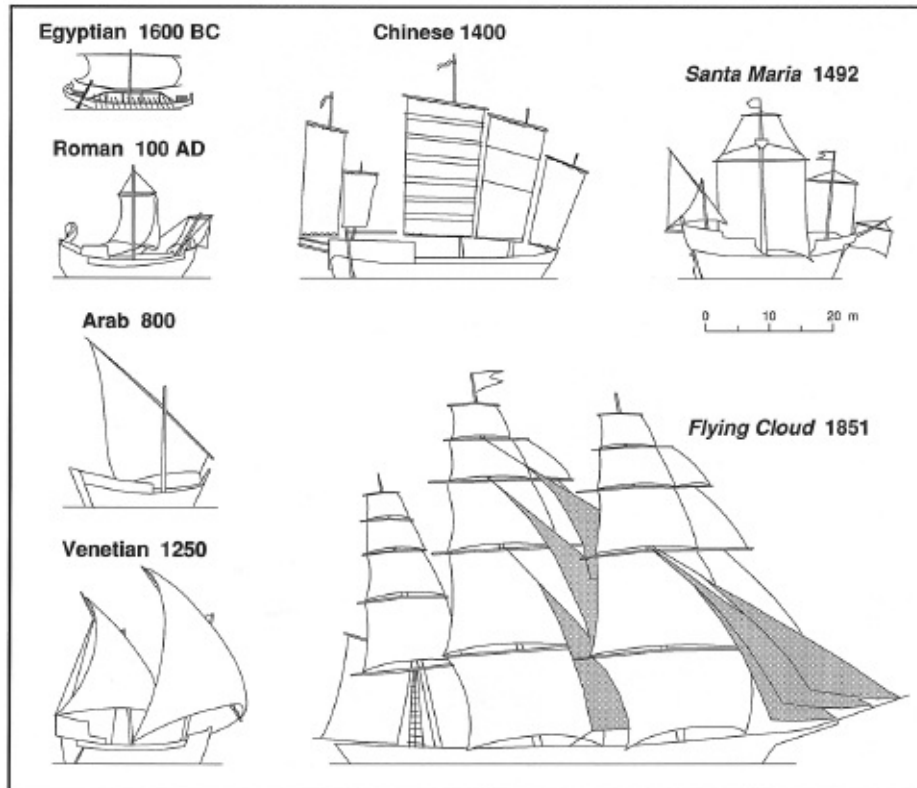 Egyptian 1600 BC
Chinese 1400
Santa Maria 1492
Roman 100 AD
0 10 20 m
Arab 800
Flying Cloud 1851
Venetian 1250